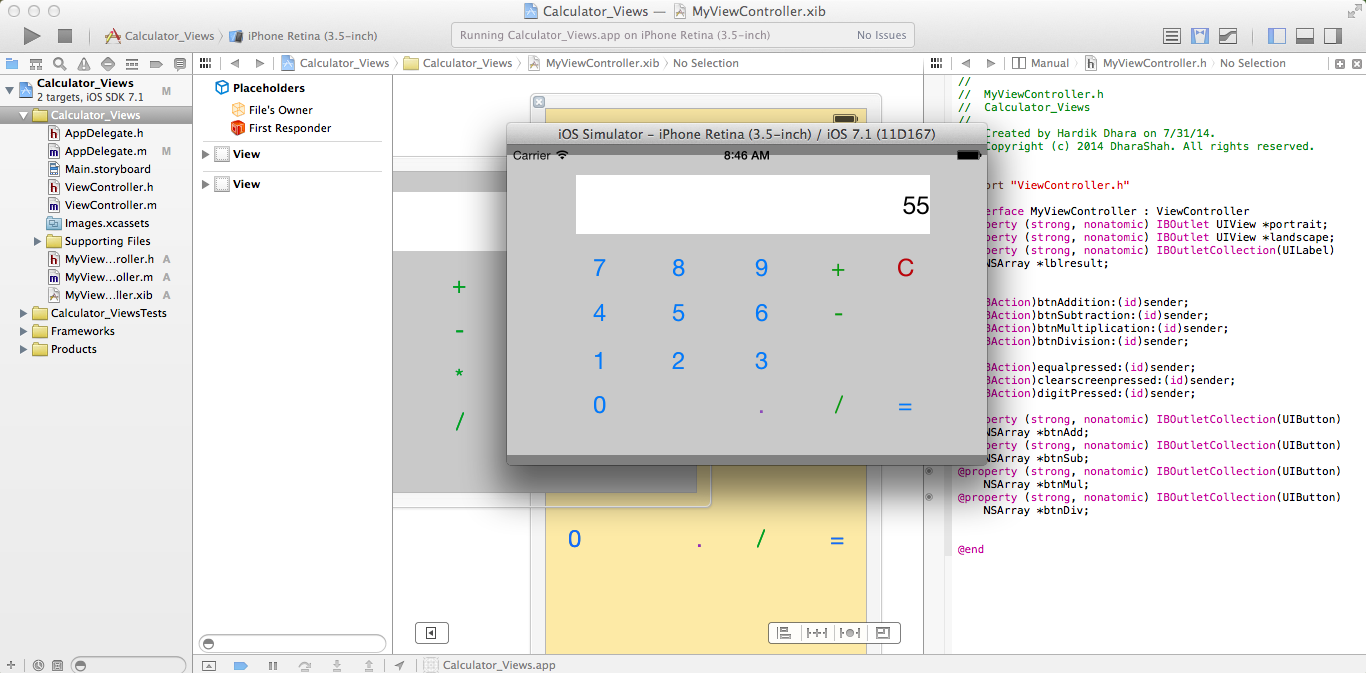 Calculator_Views — MyViewController.xib
Calculator_Views
iPhone Retina (3.5-inch)
Running Calculator_Views.app on iPhone Retina (3.5-inch)
No Issues
Calculator_Views
2 targets, iOS SDK 7.1
M
Calculator_Views
AppDelegate.h
AppDelegate.m
M
Main.storyboard
ViewController.h
ViewController.m
Images.xcassets
Supporting Files
MyView...roller.h
A
MyView...oller.m
A
MyView...ller.xib
A
Calculator_ViewsTests
Frameworks
Products
Calculator_Views
Calculator_Views
MyViewController.xib
No Selection
Placeholders
File's Owner
First Responder
View
View
+
-
*
/
iOS Simulator – iPhone Retina (3.5-inch) / iOS 7.1 (11D167)
Carrier
8:46 AM
55
7 8 9 + C
4 5 6 -
1 2 3
0 . / =
0 . / =
Calculator_Views.app
Manual
MyViewController.h
No Selection
//
// MyViewController.h
// Calculator_Views
//
Created by Hardik Dhara on 7/31/14.
Copyright (c) 2014 DharaShah. All rights reserved.
ort "ViewController.h"
erface MyViewController : ViewController
perty (strong, nonatomic) IBOutlet UIView *portrait;
perty (strong, nonatomic) IBOutlet UIView *landscape;
perty (strong, nonatomic) IBOutletCollection(UILabel)
NSArray *lblresult;
BAction)btnAddition:(id)sender;
BAction)btnSubtraction:(id)sender;
BAction)btnMultiplication:(id)sender;
BAction)btnDivision:(id)sender;
BAction)equalpressed:(id)sender;
BAction)clearscreenpressed:(id)sender;
BAction)digitPressed:(id)sender;
perty (strong, nonatomic) IBOutletCollection(UIButton)
NSArray *btnAdd;
perty (strong, nonatomic) IBOutletCollection(UIButton)
NSArray *btnSub;
@property (strong, nonatomic) IBOutletCollection(UIButton)
NSArray *btnMul;
@property (strong, nonatomic) IBOutletCollection(UIButton)
NSArray *btnDiv;
@end